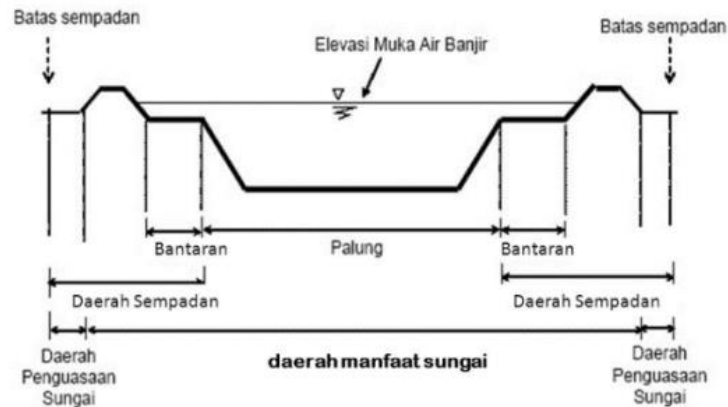 Batas sempadan
Batas sempadan
Elevasi Muka Air Banjir
Bantaran
Palung
Bantaran
Daerah Sempadan
Daerah Sempadan
Daerah
Penguasaan
Sungai
daerah manfaat sungai
Daerah
Penguasaan
Sungai